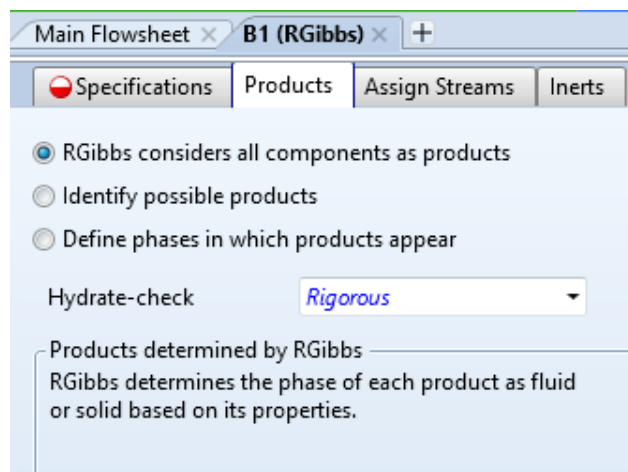 Main Flowsheet × B1 (RGibbs) × +
Specifications Products Assign Streams Inerts
RGibbs considers all components as products
Identify possible products
Define phases in which products appear
Hydrate-check Rigorous
Products determined by RGibbs
RGibbs determines the phase of each product as fluid
or solid based on its properties.